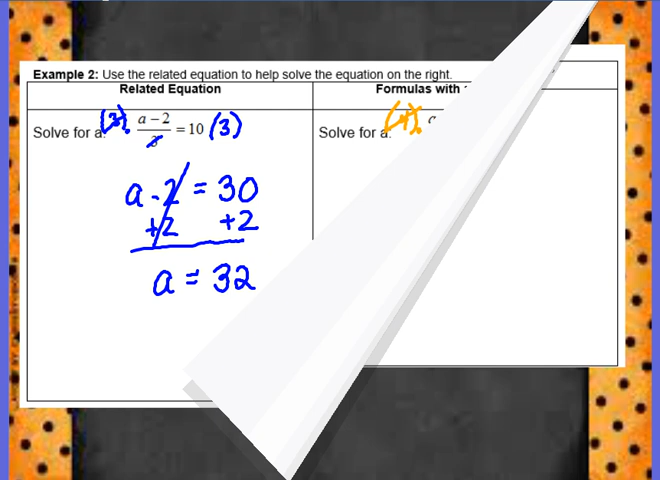 Example 2: Use the related equation to help solve the equation on the right.
Related Equation
Formulas with
Solve for a: (3) a − 2 / 3 = 10 (3)
a - 2 = 30
+2 +2
a = 32
Solve for a: